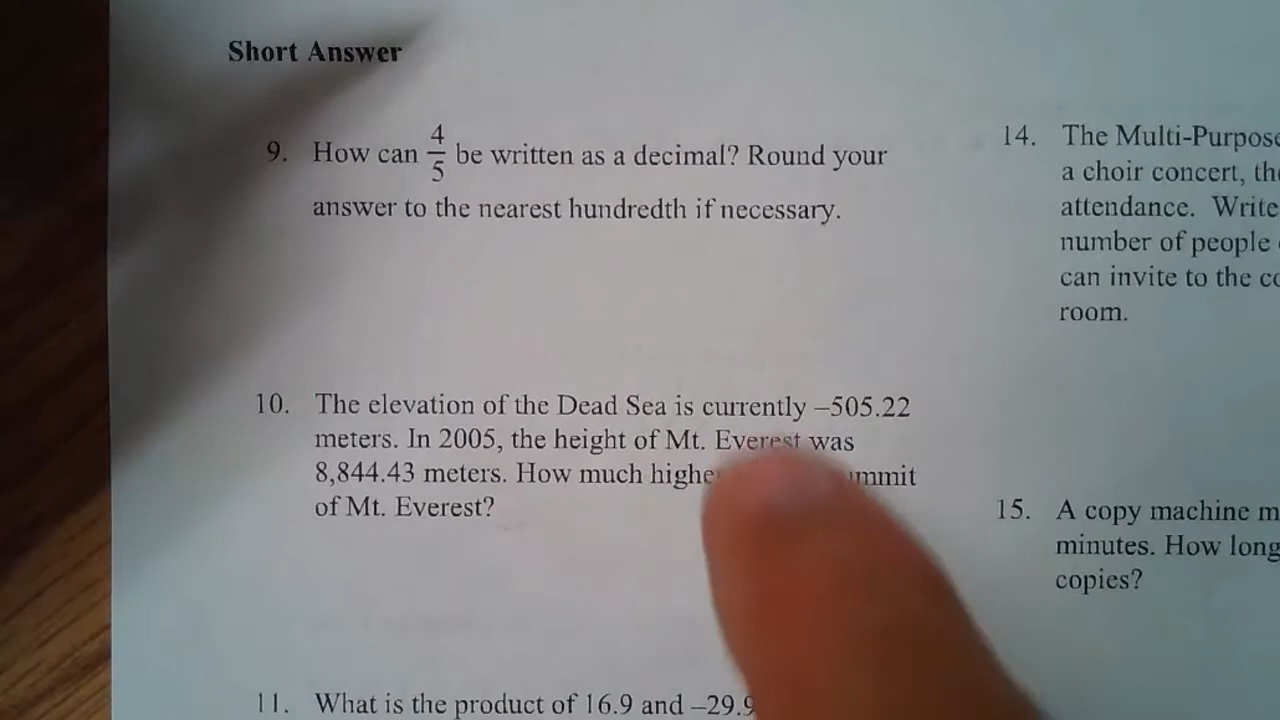 Short Answer
9. How can 4/5 be written as a decimal? Round your
answer to the nearest hundredth if necessary.
10. The elevation of the Dead Sea is currently –505.22
meters. In 2005, the height of Mt. Everest was
8,844.43 meters. How much
of Mt. Everest?
11. What is the product of 16.9 and –29.9
14. The Multi-Purpose
a choir concert,
attendance. Write
number of people
can invite to the
room.
15. A copy machine
minutes. How long
copies?